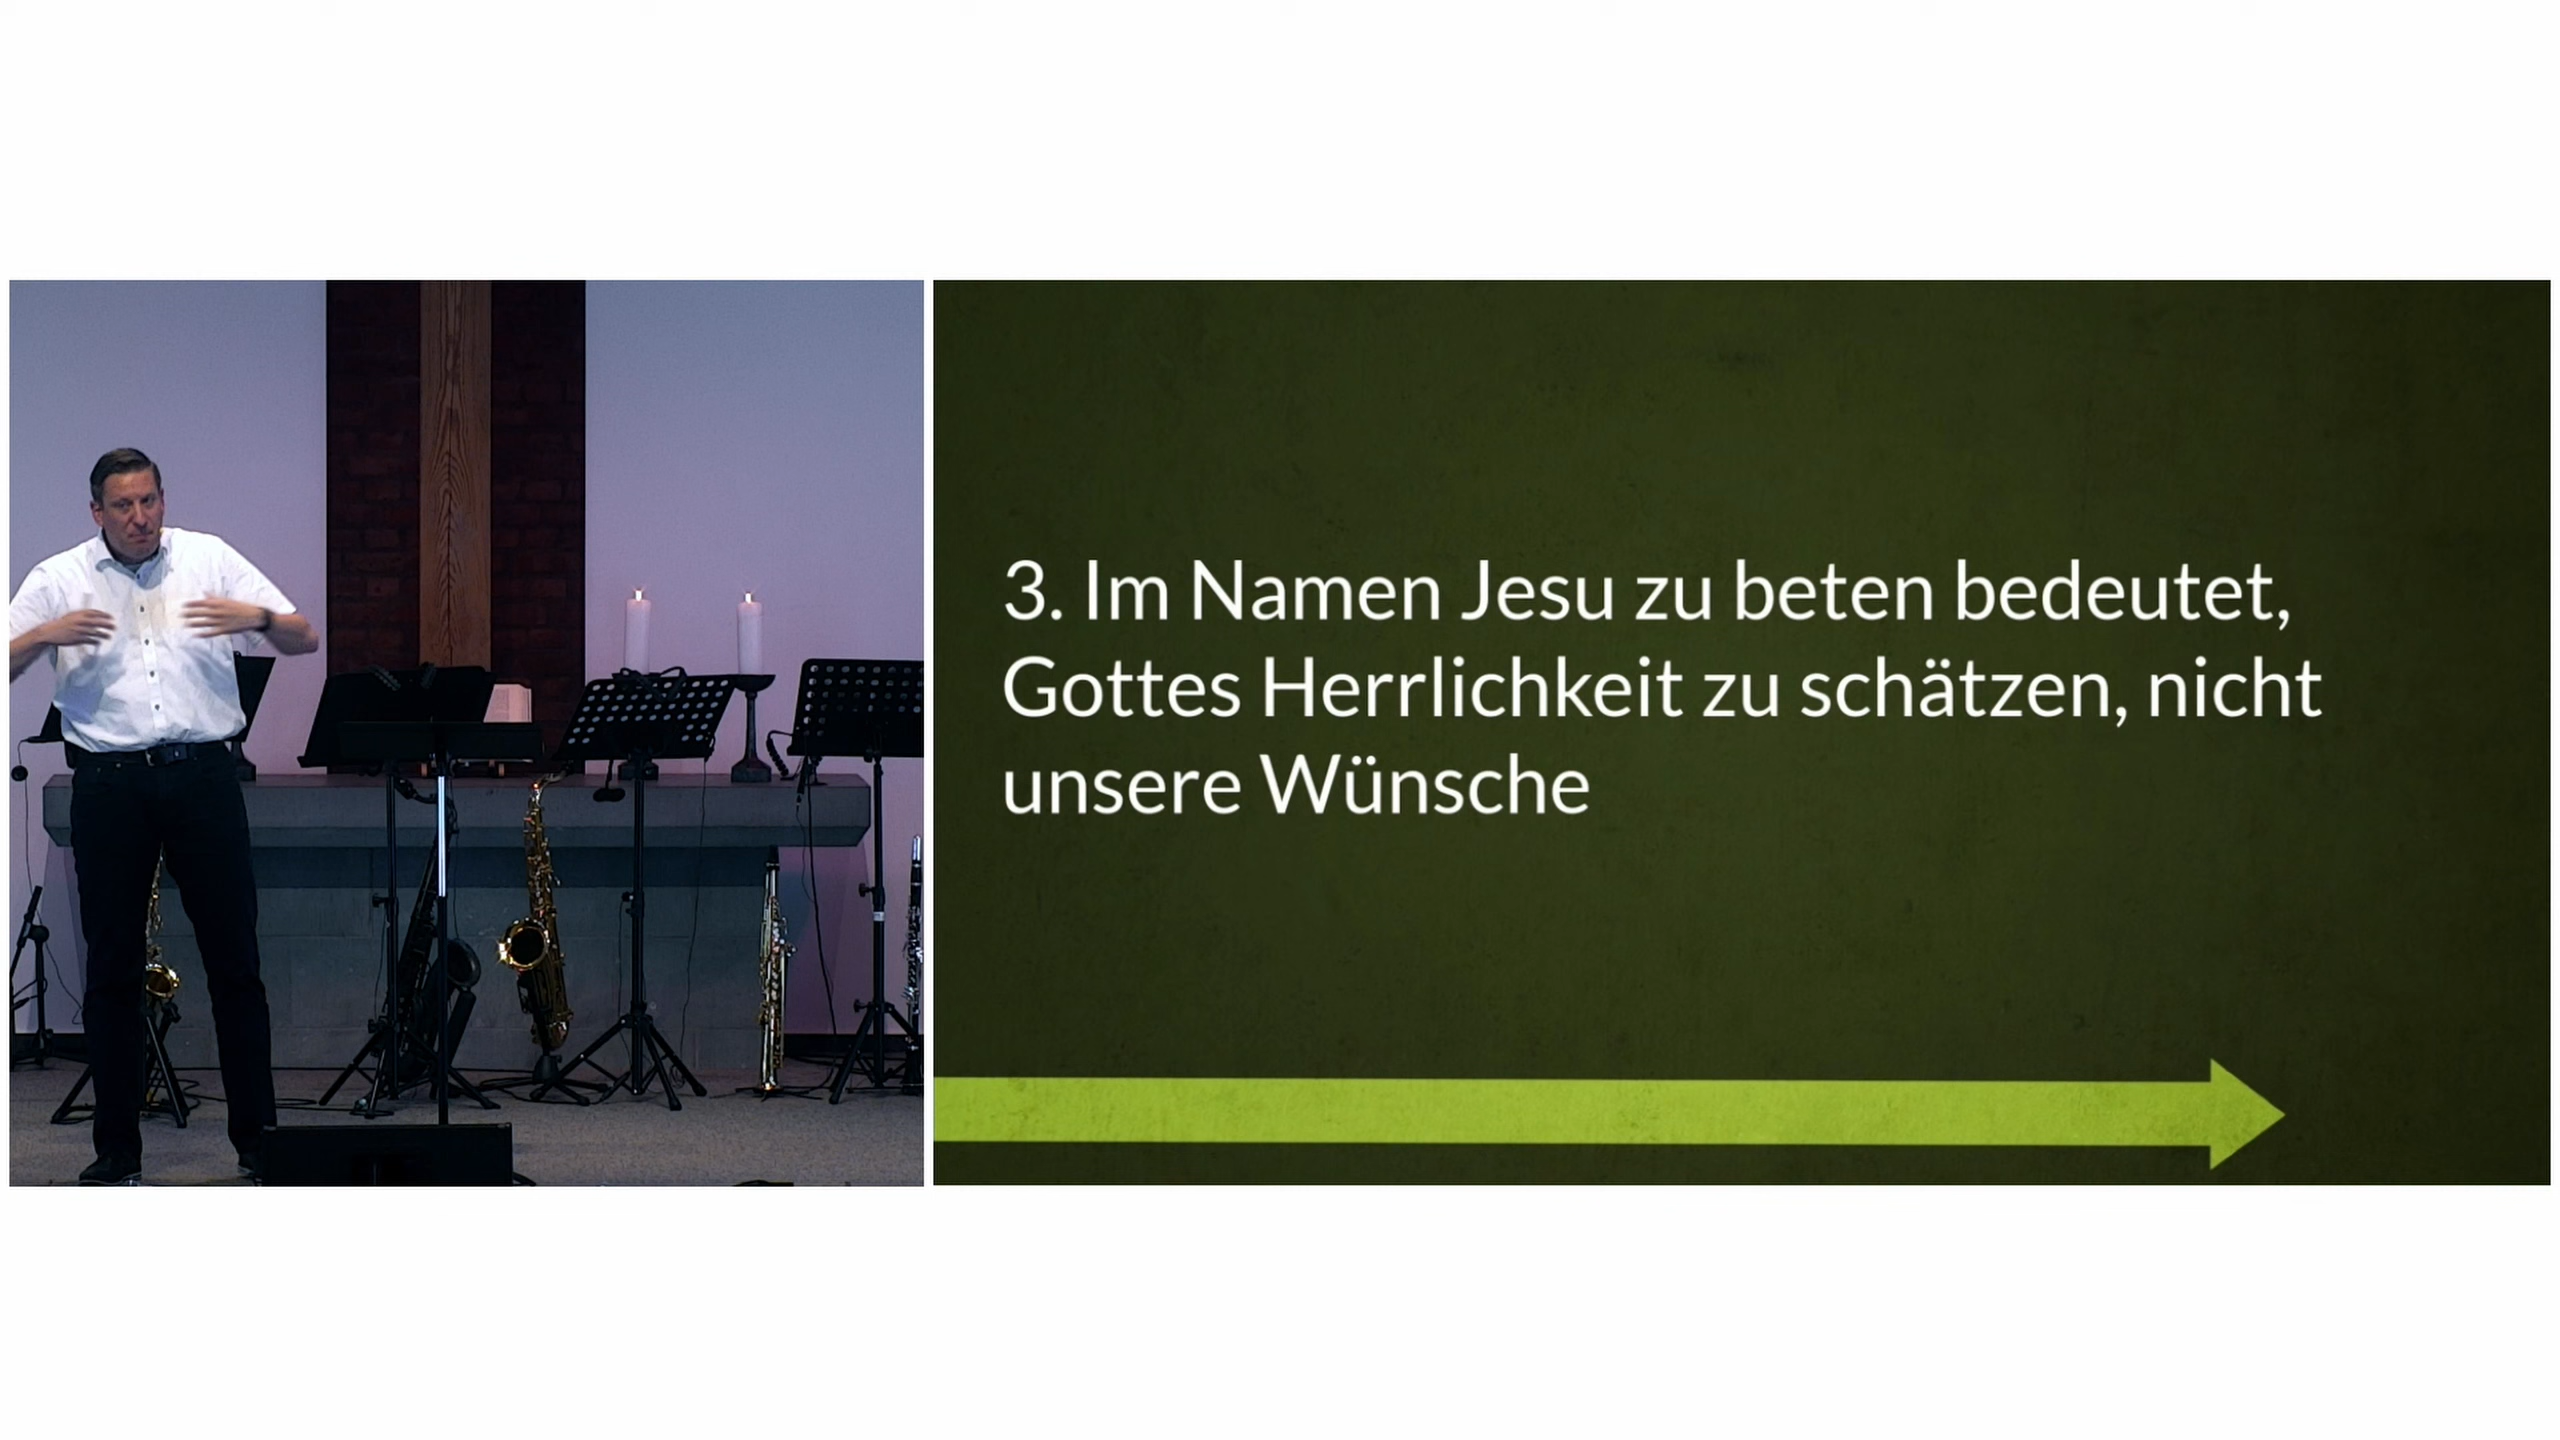 3. Im Namen Jesu zu beten bedeutet,
Gottes Herrlichkeit zu schätzen, nicht
unsere Wünsche